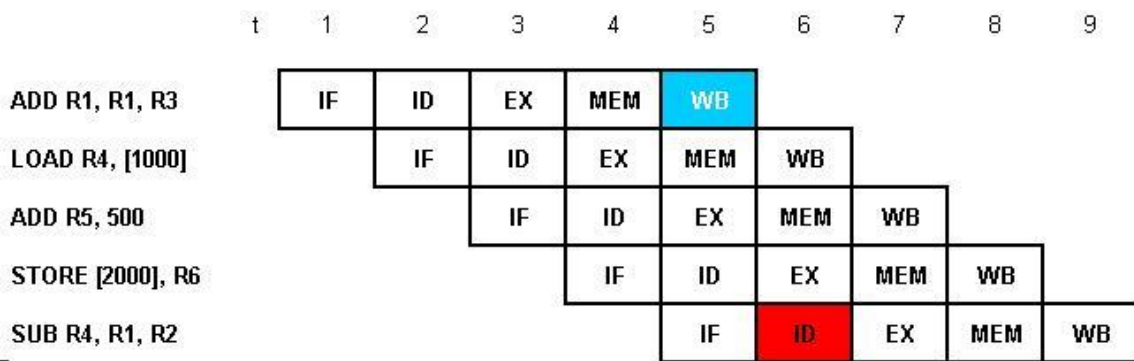 t 1 2 3 4 5 6 7 8 9
ADD R1, R1, R3 IF ID EX MEM WB
LOAD R4, [1000] IF ID EX MEM WB
ADD R5, 500 IF ID EX MEM WB
STORE [2000], R6 IF ID EX MEM WB
SUB R4, R1, R2 IF ID EX MEM WB